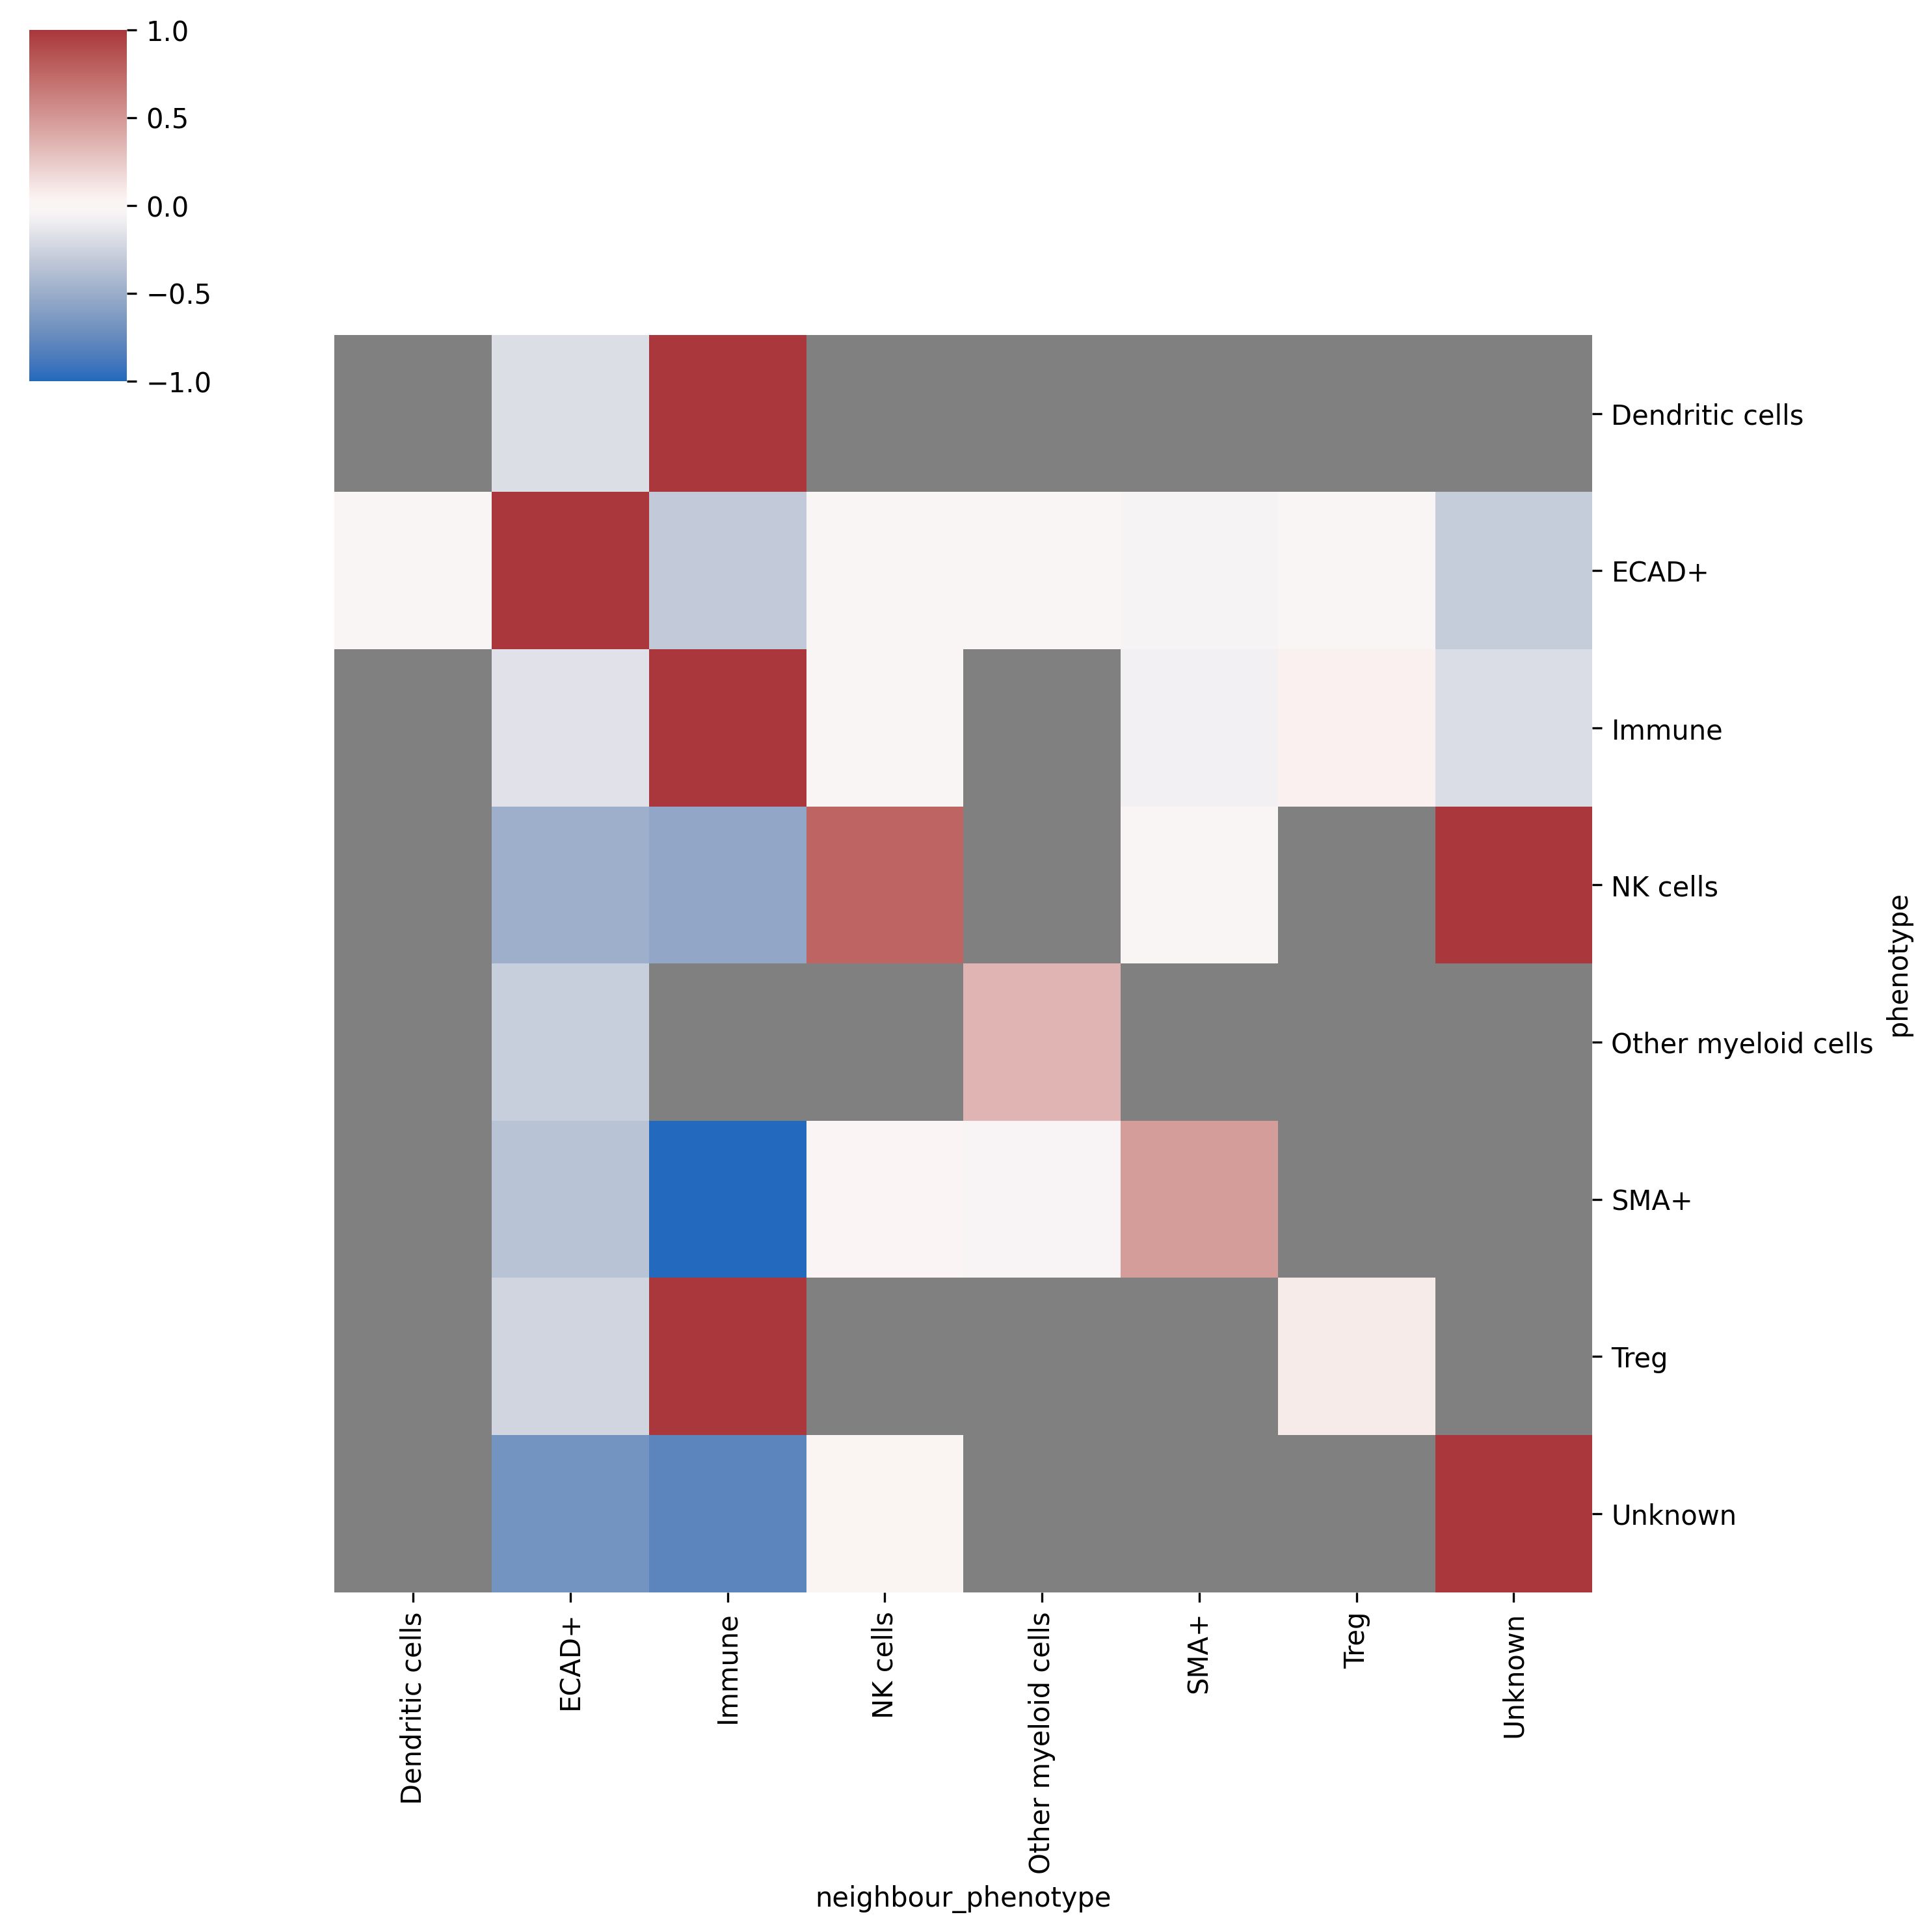 1.0
0.5
0.0
−0.5
−1.0
Dendritic cells
ECAD+
Immune
NK cells
Other myeloid cells
SMA+
Treg
Unknown
phenotype
Dendritic cells
ECAD+
Immune
NK cells
Other myeloid cells
SMA+
Treg
Unknown
neighbour_phenotype